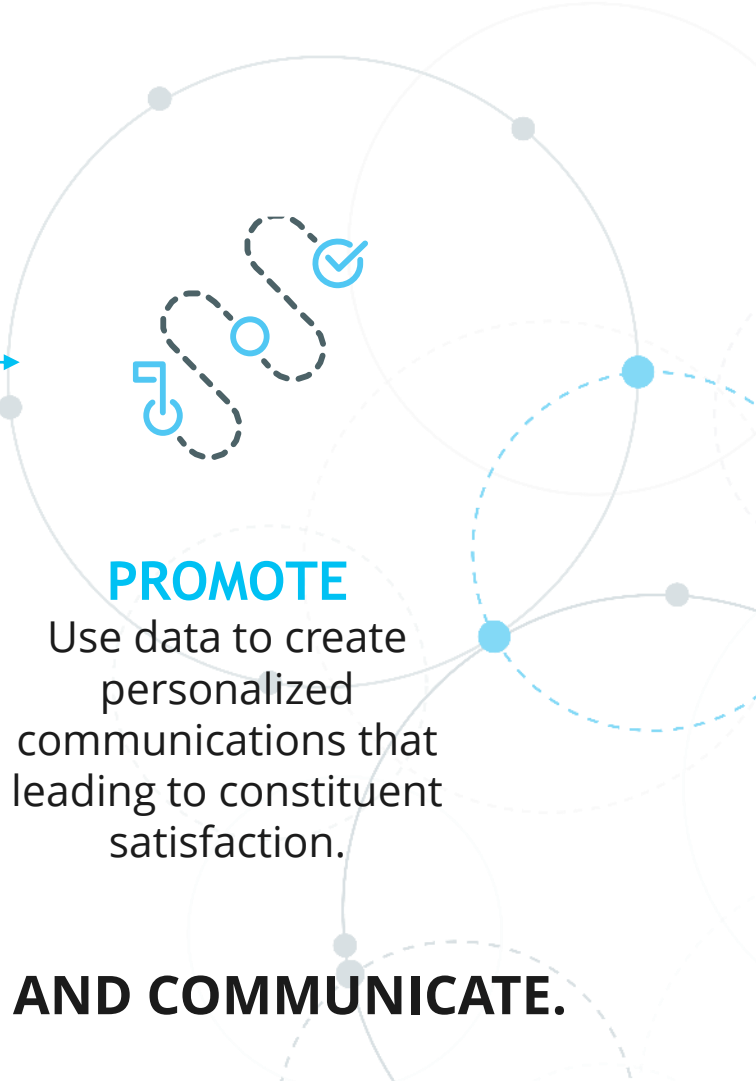 PROMOTE
Use data to create
personalized
communications that
leading to constituent
satisfaction.
AND COMMUNICATE.